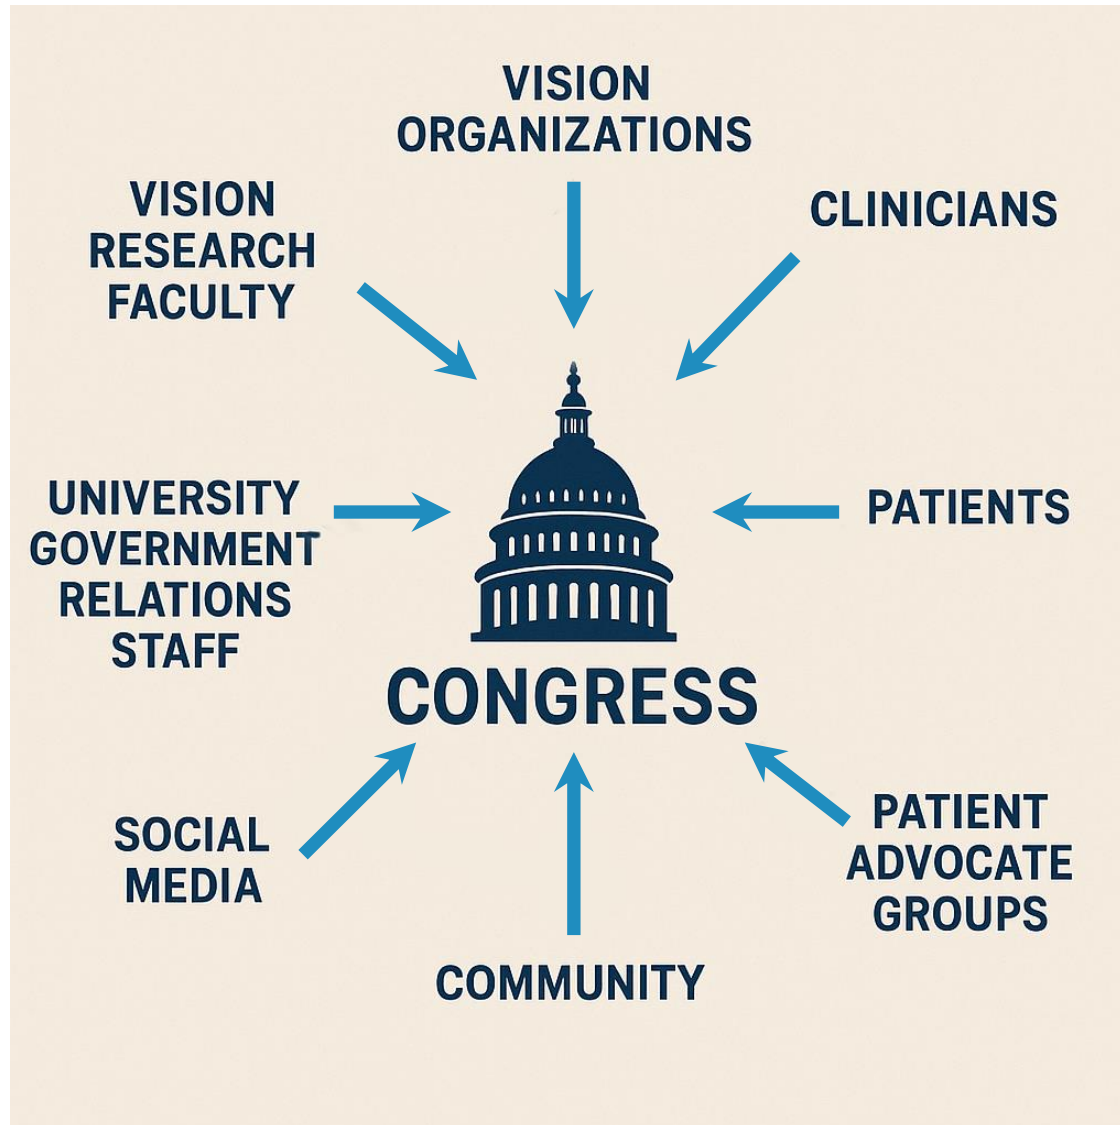 VISION
ORGANIZATIONS
CLINICIANS
VISION
RESEARCH
FACULTY
UNIVERSITY
GOVERNMENT
RELATIONS
STAFF
PATIENTS
CONGRESS
SOCIAL
MEDIA
PATIENT
ADVOCATE
GROUPS
COMMUNITY